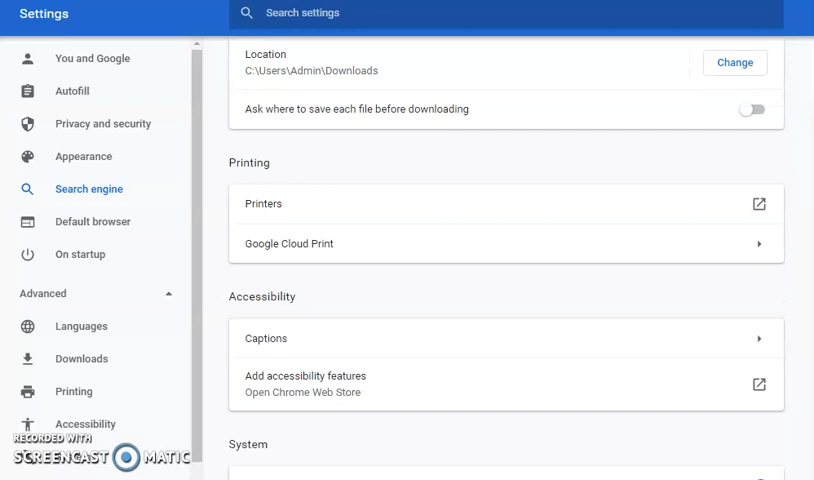 Settings
Search settings
You and Google
Autofill
Privacy and security
Appearance
Search engine
Default browser
On startup
Advanced
Languages
Downloads
Printing
Accessibility
Location
C:\Users\Admin\Downloads
Change
Ask where to save each file before downloading
Printing
Printers
Google Cloud Print
Accessibility
Captions
Add accessibility features
Open Chrome Web Store
System
RECORDED WITH
SCREENCAST MATIC